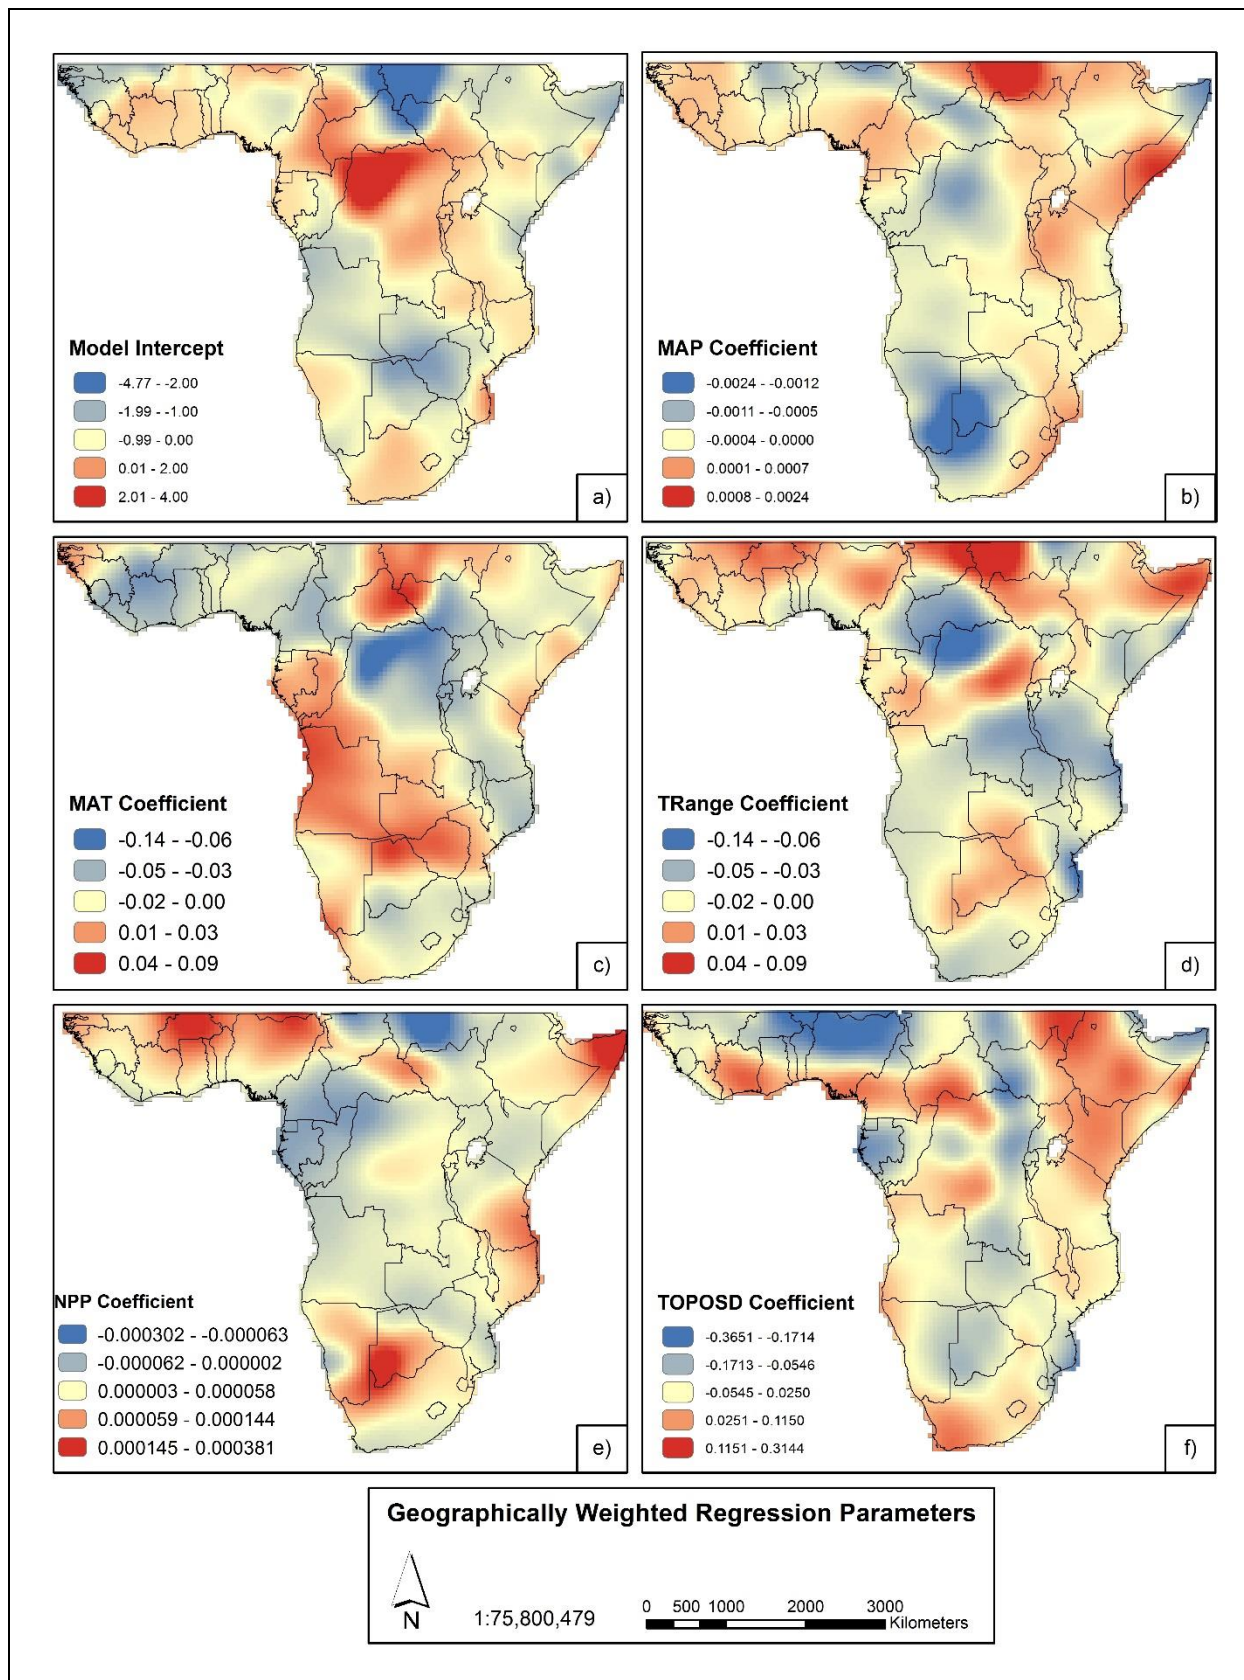 Model Intercept
-4.77 - -2.00
-1.99 - -1.00
-0.99 - 0.00
0.01 - 2.00
2.01 - 4.00
a)
MAP Coefficient
-0.0024 - -0.0012
-0.0011 - -0.0005
-0.0004 - 0.0000
0.0001 - 0.0007
0.0008 - 0.0024
b)
MAT Coefficient
-0.14 - -0.06
-0.05 - -0.03
-0.02 - 0.00
0.01 - 0.03
0.04 - 0.09
c)
TRange Coefficient
-0.14 - -0.06
-0.05 - -0.03
-0.02 - 0.00
0.01 - 0.03
0.04 - 0.09
d)
NPP Coefficient
-0.000302 - -0.000063
-0.000062 - 0.000002
0.000003 - 0.000058
0.000059 - 0.000144
0.000145 - 0.000381
e)
TOPOSD Coefficient
-0.3651 - -0.1714
-0.1713 - -0.0546
-0.0545 - 0.0250
0.0251 - 0.1150
0.1151 - 0.3144
f)
Geographically Weighted Regression Parameters
N
1:75,800,479
0 500 1000 2000 3000
Kilometers